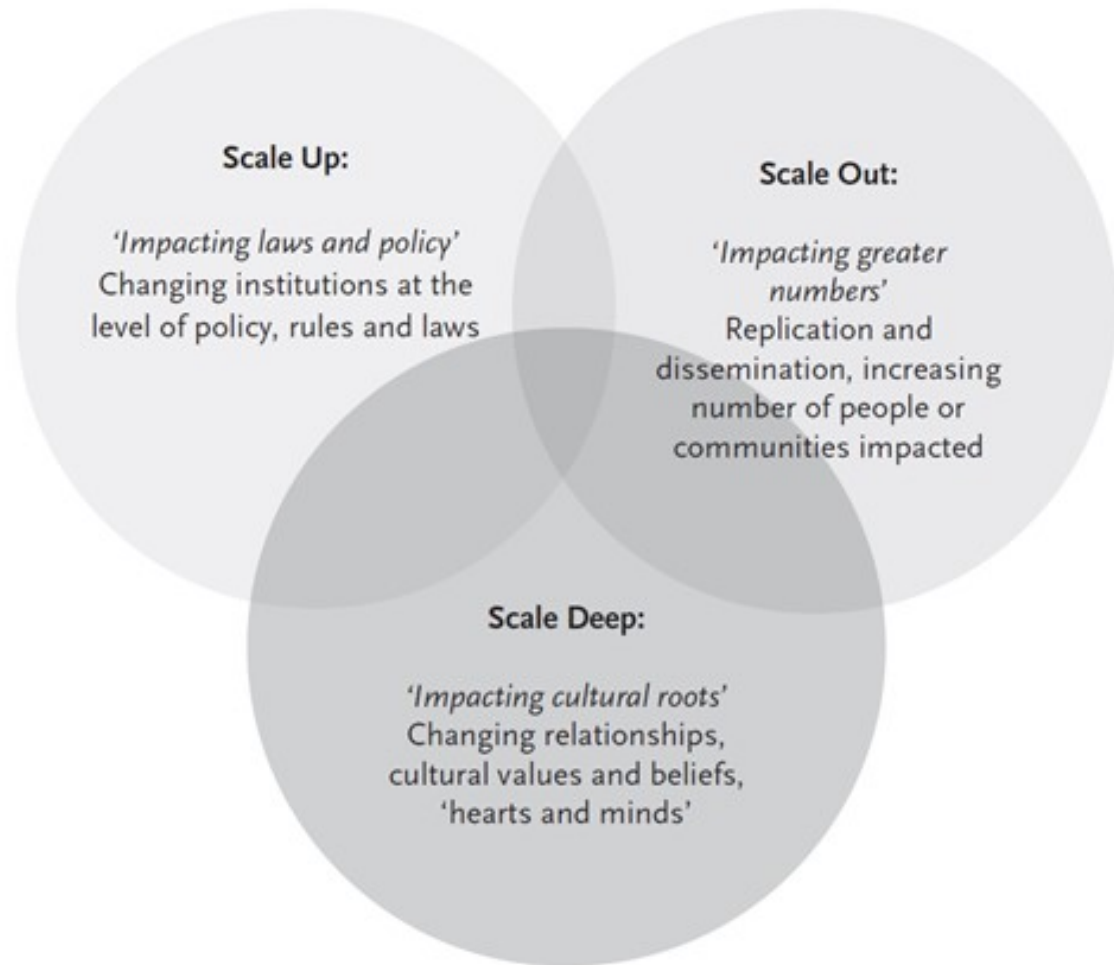 Scale Up:
‘Impacting laws and policy’
Changing institutions at the
level of policy, rules and laws
Scale Out:
‘Impacting greater
numbers’
Replication and
dissemination, increasing
number of people or
communities impacted
Scale Deep:
‘Impacting cultural roots’
Changing relationships,
cultural values and beliefs,
‘hearts and minds’